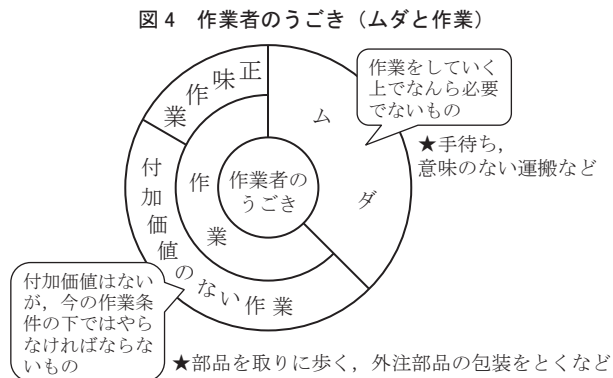 図4 作業者のうごき（ムダと作業）
正味作業
ムダ
作業をしていく
上でなんら必要
でないもの
★手待ち，
意味のない運搬など
作業者の
うごき
作業
付加価値のない作業
付加価値はない
が，今の作業条
件の下ではやら
なければならな
いもの
★部品を取りに歩く，外注部品の包装をとくなど